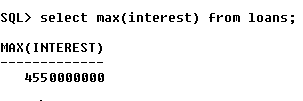 SQL> select max(interest) from loans;
MAX(INTEREST)
-------------
4550000000